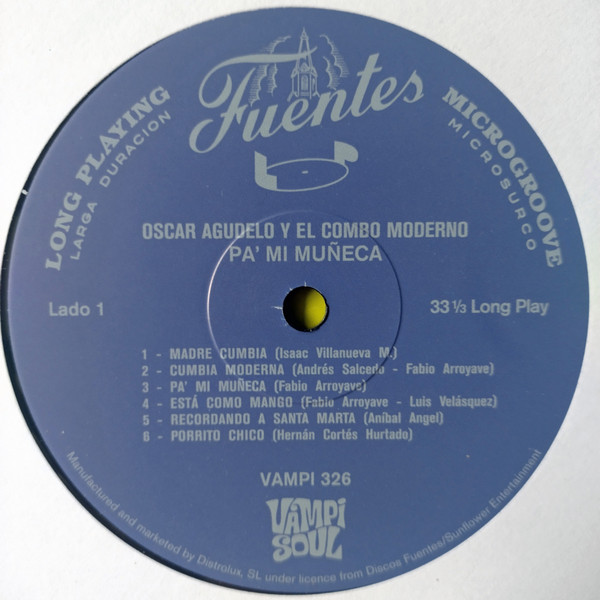 Fuentes
LONG PLAYING
LARGA DURACION
MICROGROOVE
MICROSURCO
OSCAR AGUDELO Y EL COMBO MODERNO
PA' MI MUÑECA
Lado 1
33 1/3 Long Play
1 - MADRE CUMBIA (Isaac Villanueva M.)
2 - CUMBIA MODERNA (Andrés Salcedo - Fabio Arroyave)
3 - PA' MI MUÑECA (Fabio Arroyave)
4 - ESTÁ COMO MANGO (Fabio Arroyave - Luis Velásquez)
5 - RECORDANDO A SANTA MARTA (Aníbal Angel)
6 - PORRITO CHICO (Hernán Cortés Hurtado)
VAMPI 326
VAMPI
SOUL
Manufactured and marketed by Distrolux, SL under licence from Discos Fuentes/Sunflower Entertainment